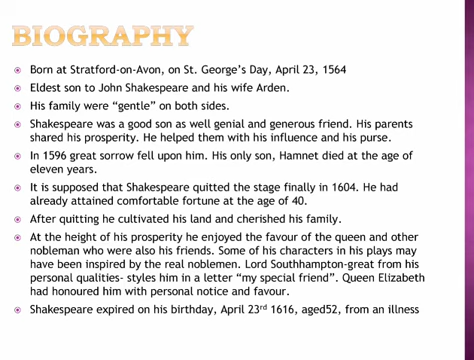 BIOGRAPHY
Born at Stratford-on-Avon, on St. George's Day, April 23, 1564
Eldest son to John Shakespeare and his wife Arden.
His family were "gentle" on both sides.
Shakespeare was a good son as well genial and generous friend. His parents
shared his prosperity. He helped them with his influence and his purse.
In 1596 great sorrow fell upon him. His only son, Hamnet died at the age of
eleven years.
It is supposed that Shakespeare quitted the stage finally in 1604. He had
already attained comfortable fortune at the age of 40.
After quitting he cultivated his land and cherished his family.
At the height of his prosperity he enjoyed the favour of the queen and other
nobleman who were also his friends. Some of his characters in his plays may
have been inspired by the real noblemen. Lord Southhampton-great from his
personal qualities- styles him in a letter "my special friend". Queen Elizabeth
had honoured him with personal notice and favour.
Shakespeare expired on his birthday, April 23rd 1616, aged52, from an illness